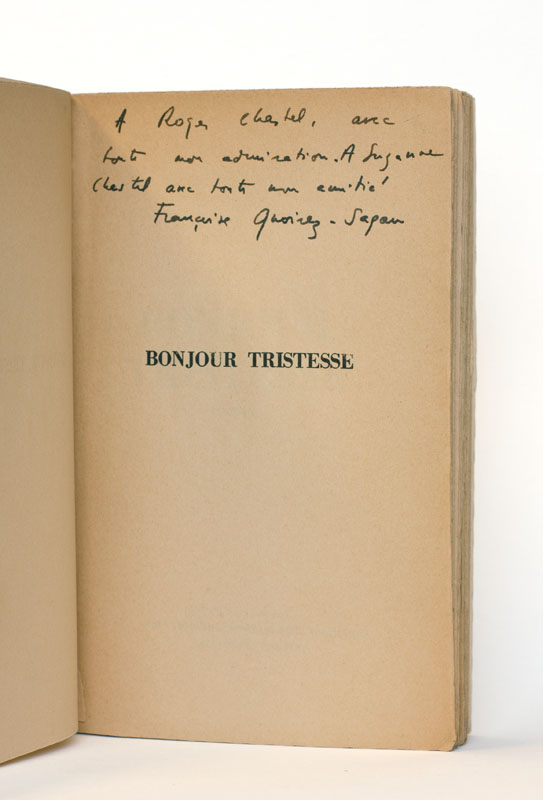 A Roger Chastel, avec
toute mon admiration. A Suzanne
Chastel avec toute mon amitié
Françoise Quoirez-Sagan
BONJOUR TRISTESSE